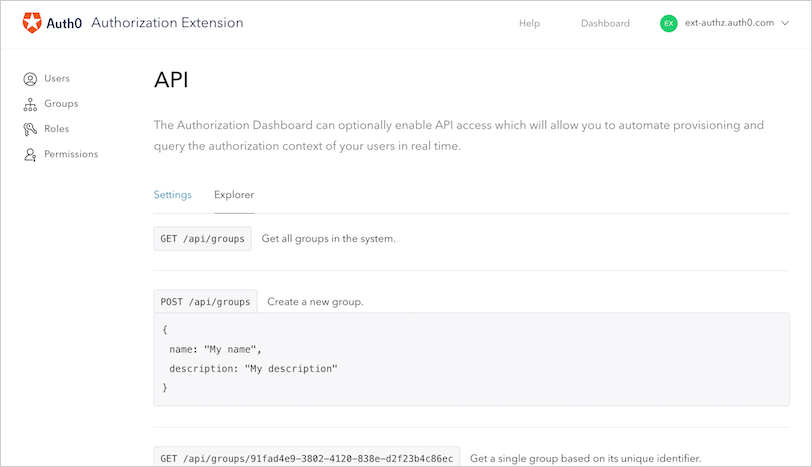 Auth0 Authorization Extension Help Dashboard EX ext-authz.auth0.com
Users
Groups
Roles
Permissions
API
The Authorization Dashboard can optionally enable API access which will allow you to automate provisioning and
query the authorization context of your users in real time.
Settings Explorer
GET /api/groups Get all groups in the system.
POST /api/groups Create a new group.
{
name: "My name",
description: "My description"
}
GET /api/groups/91fad4e9-3802-4120-838e-d2f23b4c86ec Get a single group based on its unique identifier.